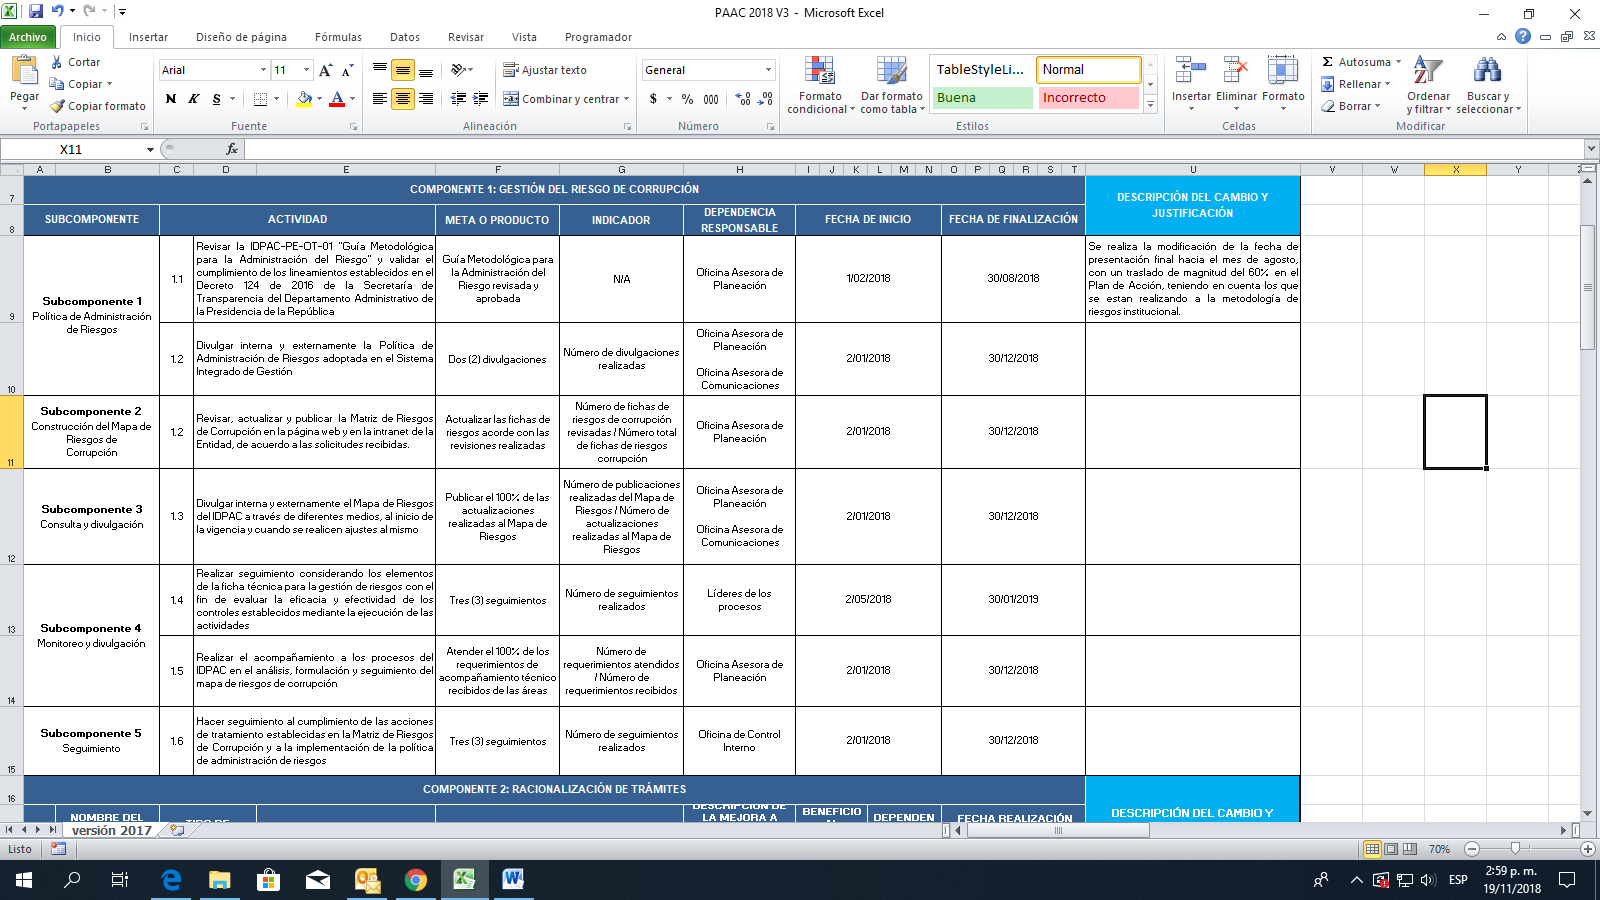 PAAC 2018 V3 - Microsoft Excel
Archivo Inicio Insertar Diseño de página Fórmulas Datos Revisar Vista Programador
Pegar
Cortar
Copiar
Copiar formato
Portapapeles
Arial 11
N K S
Fuente
Ajustar texto
Combinar y centrar
Alineación
General
$ % 000
Número
Formato
condicional
Dar formato
como tabla
TableStyleLi... Normal
Buena Incorrecto
Estilos
Insertar Eliminar Formato
Celdas
Autosuma
Rellenar
Borrar
Ordenar
y filtrar
Buscar y
seleccionar
Modificar
X11 fx
A B C D E F G H I J K L M N O P Q R S T U V W X Y
7
COMPONENTE 1: GESTIÓN DEL RIESGO DE CORRUPCIÓN
DESCRIPCIÓN DEL CAMBIO Y
JUSTIFICACIÓN
8
SUBCOMPONENTE
ACTIVIDAD
META O PRODUCTO
INDICADOR
DEPENDENCIA
RESPONSABLE
FECHA DE INICIO
FECHA DE FINALIZACIÓN
9
Subcomponente 1
Política de Administración
de Riesgos
1.1
Revisar la IDPAC-PE-OT-01 "Guía Metodológica
para la Administración del Riesgo" y validar el
cumplimiento de los lineamientos establecidos en el
Decreto 124 de 2016 de la Secretaría de
Transparencia del Departamento Administrativo de
la Presidencia de la República
Guía Metodológica para
la Administración del
Riesgo revisada y
aprobada
N/A
Oficina Asesora de
Planeación
1/02/2018
30/08/2018
Se realiza la modificación de la fecha de
presentación final hacia el mes de agosto,
con un traslado de magnitud del 60% en el
Plan de Acción, teniendo en cuenta los que
se estan realizando a la metodología de
riesgos institucional.
10
1.2
Divulgar interna y externamente la Política de
Administración de Riesgos adoptada en el Sistema
Integrado de Gestión
Dos (2) divulgaciones
Número de divulgaciones
realizadas
Oficina Asesora de
Planeación
Oficina Asesora de
Comunicaciones
2/01/2018
30/12/2018
11
Subcomponente 2
Construcción del Mapa de
Riesgos de
Corrupción
1.2
Revisar, actualizar y publicar la Matriz de Riesgos
de Corrupción en la página web y en la intranet de la
Entidad, de acuerdo a las solicitudes recibidas.
Actualizar las fichas de
riesgos acorde con las
revisiones realizadas
Número de fichas de
riesgos de corrupción
revisadas / Número total
de fichas de riesgos
corrupción
Oficina Asesora de
Planeación
2/01/2018
30/12/2018
12
Subcomponente 3
Consulta y divulgación
1.3
Divulgar interna y externamente el Mapa de Riesgos
del IDPAC a través de diferentes medios, al inicio de
la vigencia y cuando se realicen ajustes al mismo
Publicar el 100% de las
actualizaciones
realizadas al Mapa de
Riesgos
Número de publicaciones
realizadas del Mapa de
Riesgos / Número de
actualizaciones
realizadas al Mapa de
Riesgos
Oficina Asesora de
Planeación
Oficina Asesora de
Comunicaciones
2/01/2018
30/12/2018
13
Subcomponente 4
Monitoreo y divulgación
1.4
Realizar seguimiento considerando los elementos
de la ficha técnica para la gestión de riesgos con el
fin de evaluar la eficacia y efectividad de los
controles establecidos mediante la ejecución de las
actividades
Tres (3) seguimientos
Número de seguimientos
realizados
Líderes de los
procesos
2/05/2018
30/01/2019
14
1.5
Realizar el acompañamiento a los procesos del
IDPAC en el análisis, formulación y seguimiento del
mapa de riesgos de corrupción
Atender el 100% de los
requerimientos de
acompañamiento técnico
recibidos de las áreas
Número de
requerimientos atendidos
/ Número de
requerimientos recibidos
Oficina Asesora de
Planeación
2/01/2018
30/12/2018
15
Subcomponente 5
Seguimiento
1.6
Hacer seguimiento al cumplimiento de las acciones
de tratamiento establecidas en la Matriz de Riesgos
de Corrupción y a la implementación de la política
de administración de riesgos
Tres (3) seguimientos
Número de seguimientos
realizados
Oficina de Control
Interno
2/01/2018
30/12/2018
16
COMPONENTE 2: RACIONALIZACIÓN DE TRÁMITES
DESCRIPCIÓN DEL CAMBIO Y
NOMBRE DEL
TIPO DE
DESCRIPCIÓN DE
LA MEJORA A
BENEFICIO
DEPENDEN
FECHA REALIZACIÓN
versión 2017
Listo 70%
ESP
2:59 p. m.
19/11/2018